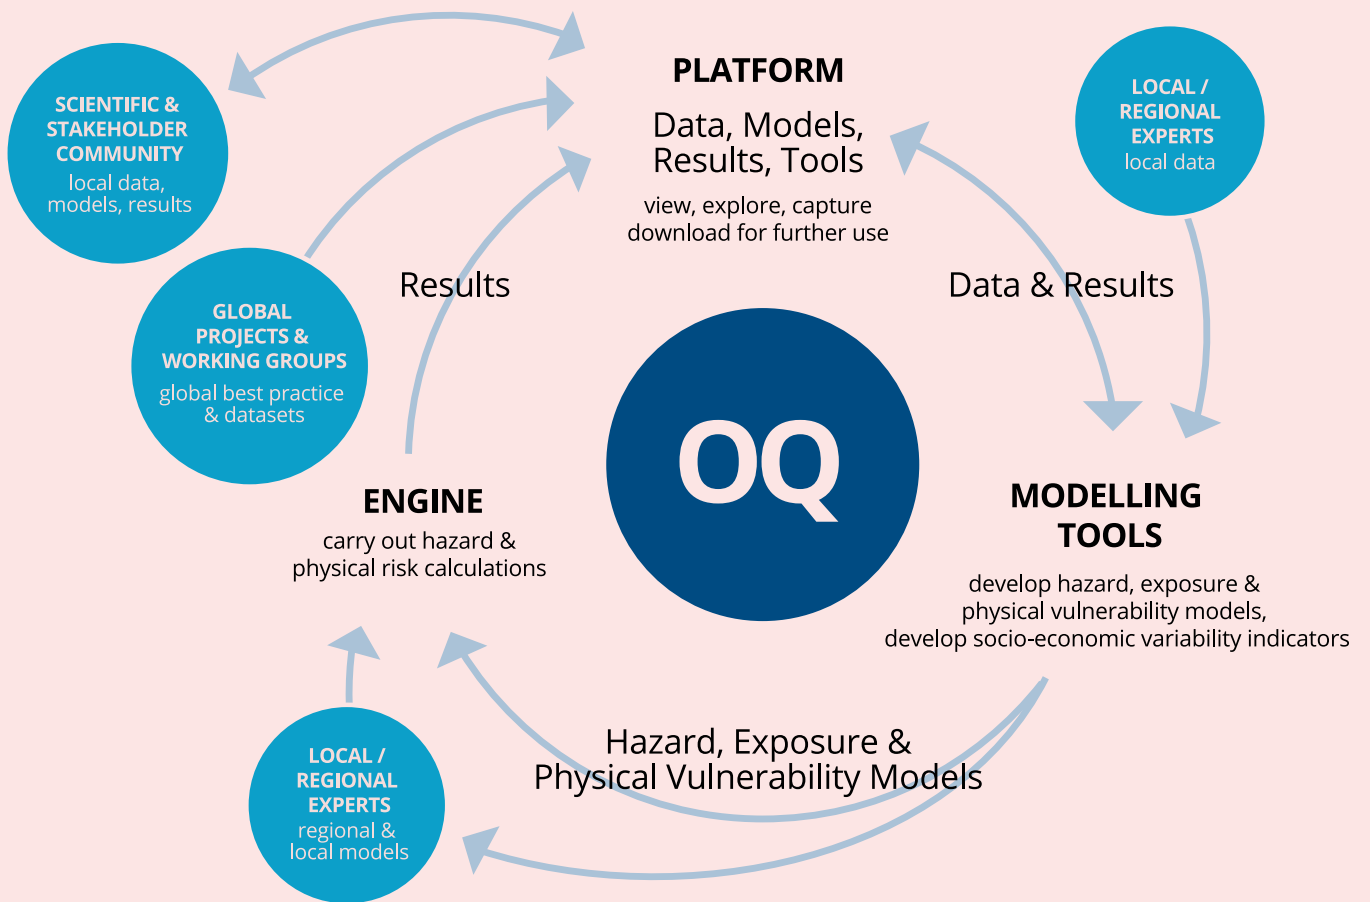 SCIENTIFIC &
STAKEHOLDER
COMMUNITY
local data,
models, results
GLOBAL
PROJECTS &
WORKING GROUPS
global best practice
& datasets
PLATFORM
Data, Models,
Results, Tools
view, explore, capture
download for further use
LOCAL /
REGIONAL
EXPERTS
local data
Results
Data & Results
OQ
ENGINE
carry out hazard &
physical risk calculations
MODELLING
TOOLS
develop hazard, exposure &
physical vulnerability models,
develop socio-economic variability indicators
Hazard, Exposure &
Physical Vulnerability Models
LOCAL /
REGIONAL
EXPERTS
regional &
local models